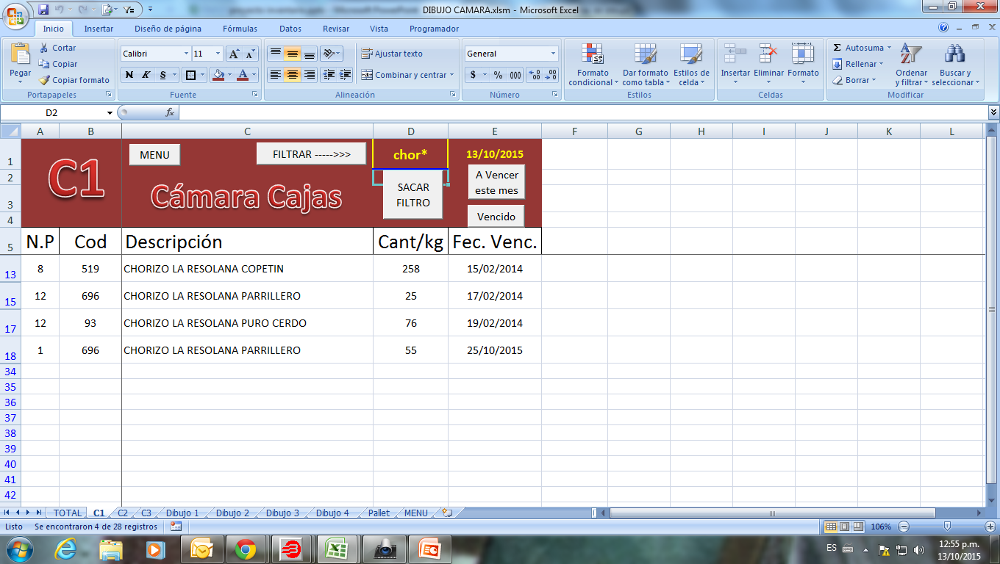 DIBUJO CAMARA.xlsm - Microsoft Excel
Inicio Insertar Diseño de página Fórmulas Datos Revisar Vista Programador
Pegar
Cortar
Copiar
Copiar formato
Portapapeles
Calibri 11
N K S
Fuente
Ajustar texto
Combinar y centrar
Alineación
General
$ % 000
Número
Formato condicional
Dar formato como tabla
Estilos de celda
Estilos
Insertar Eliminar Formato
Celdas
Σ Autosuma
Rellenar
Borrar
Ordenar y filtrar
Buscar y seleccionar
Modificar
D2 fx
A B C D E F G H I J K L
1 MENU FILTRAR ----->>> chor* 13/10/2015
C1
Cámara Cajas
2 SACAR FILTRO A Vencer este mes
3
4 Vencido
5 N.P Cod Descripción Cant/kg Fec. Venc.
13 8 519 CHORIZO LA RESOLANA COPETIN 258 15/02/2014
15 12 696 CHORIZO LA RESOLANA PARRILLERO 25 17/02/2014
17 12 93 CHORIZO LA RESOLANA PURO CERDO 76 19/02/2014
18 1 696 CHORIZO LA RESOLANA PARRILLERO 55 25/10/2015
34
35
36
37
38
39
40
41
42
TOTAL C1 C2 C3 Dibujo 1 Dibujo 2 Dibujo 3 Dibujo 4 Pallet MENU
Listo Se encontraron 4 de 28 registros 106%
ES 12:55 p.m.
13/10/2015